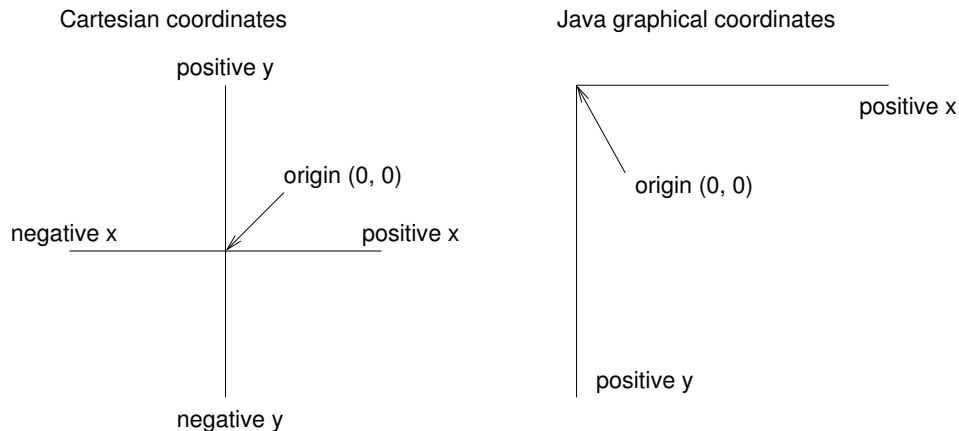 Cartesian coordinates
positive y
origin (0, 0)
negative x
positive x
negative y
Java graphical coordinates
positive x
origin (0, 0)
positive y